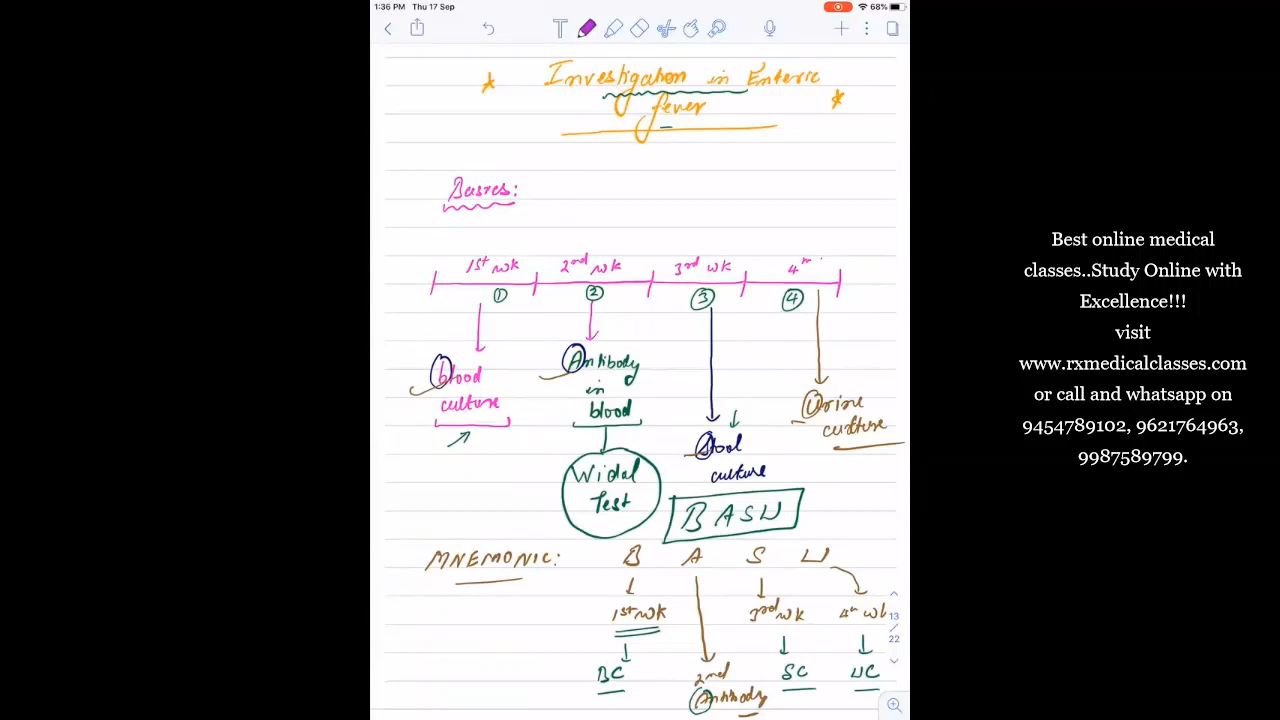 1:36 PM Thu 17 Sep
68%
Investigation in Enteric
fever
Basics:
1st wk 2nd wk 3rd wk 4th
1 2 3 4
blood
culture
Antibody
in
blood
Widal
Test
Stool
culture
Urine
culture
BASU
MNEMONIC: B A S U
1st wk 3rd wk 4th wk
BC SC UC
2nd
Antibody
13
22
Best online medical
classes..Study Online with
Excellence!!!
visit
www.rxmedicalclasses.com
or call and whatsapp on
9454789102, 9621764963,
9987589799.